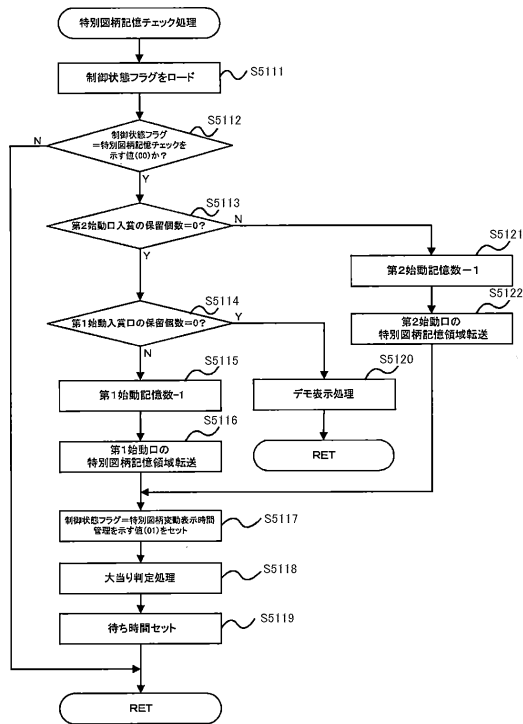 特別図柄記憶チェック処理
S5111
制御状態フラグをロード
S5112
制御状態フラグ
=特別図柄記憶チェックを
示す値(00)か?
N
Y
S5113
第2始動口入賞の保留個数=0?
N
Y
S5121
第2始動記憶数-1
S5122
第2始動口の
特別図柄記憶領域転送
S5114
第1始動入賞口の保留個数=0?
Y
N
S5115
第1始動記憶数-1
S5120
デモ表示処理
RET
S5116
第1始動口の
特別図柄記憶領域転送
S5117
制御状態フラグ=特別図柄変動表示時間
管理を示す値(01)をセット
S5118
大当り判定処理
S5119
待ち時間セット
RET